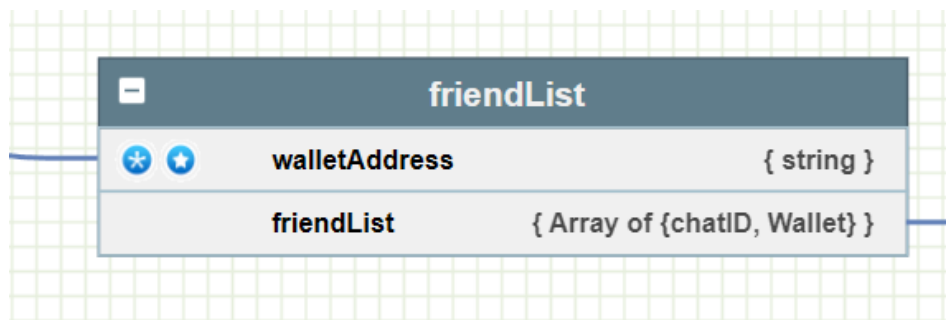 friendList
walletAddress { string }
friendList { Array of {chatID, Wallet} }